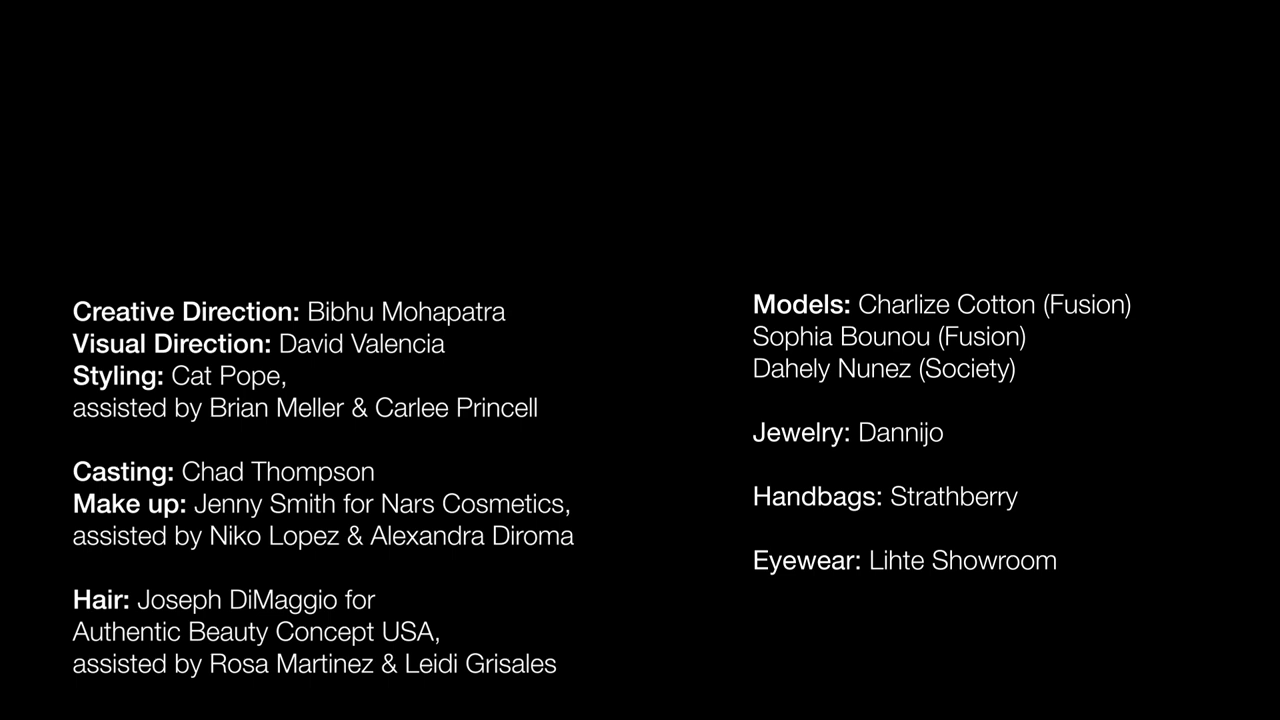 Creative Direction: Bibhu Mohapatra
Visual Direction: David Valencia
Styling: Cat Pope,
assisted by Brian Meller & Carlee Princell
Casting: Chad Thompson
Make up: Jenny Smith for Nars Cosmetics,
assisted by Niko Lopez & Alexandra Diroma
Hair: Joseph DiMaggio for
Authentic Beauty Concept USA,
assisted by Rosa Martinez & Leidi Grisales
Models: Charlize Cotton (Fusion)
Sophia Bounou (Fusion)
Dahely Nunez (Society)
Jewelry: Dannijo
Handbags: Strathberry
Eyewear: Lihte Showroom